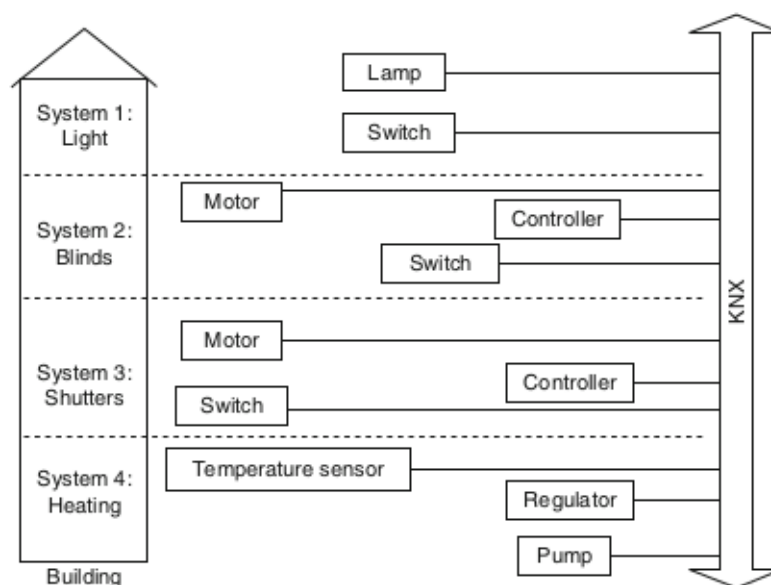 System 1:
Light
Lamp
Switch
System 2:
Blinds
Motor
Controller
Switch
System 3:
Shutters
Motor
Controller
Switch
System 4:
Heating
Temperature sensor
Regulator
Pump
Building
KNX